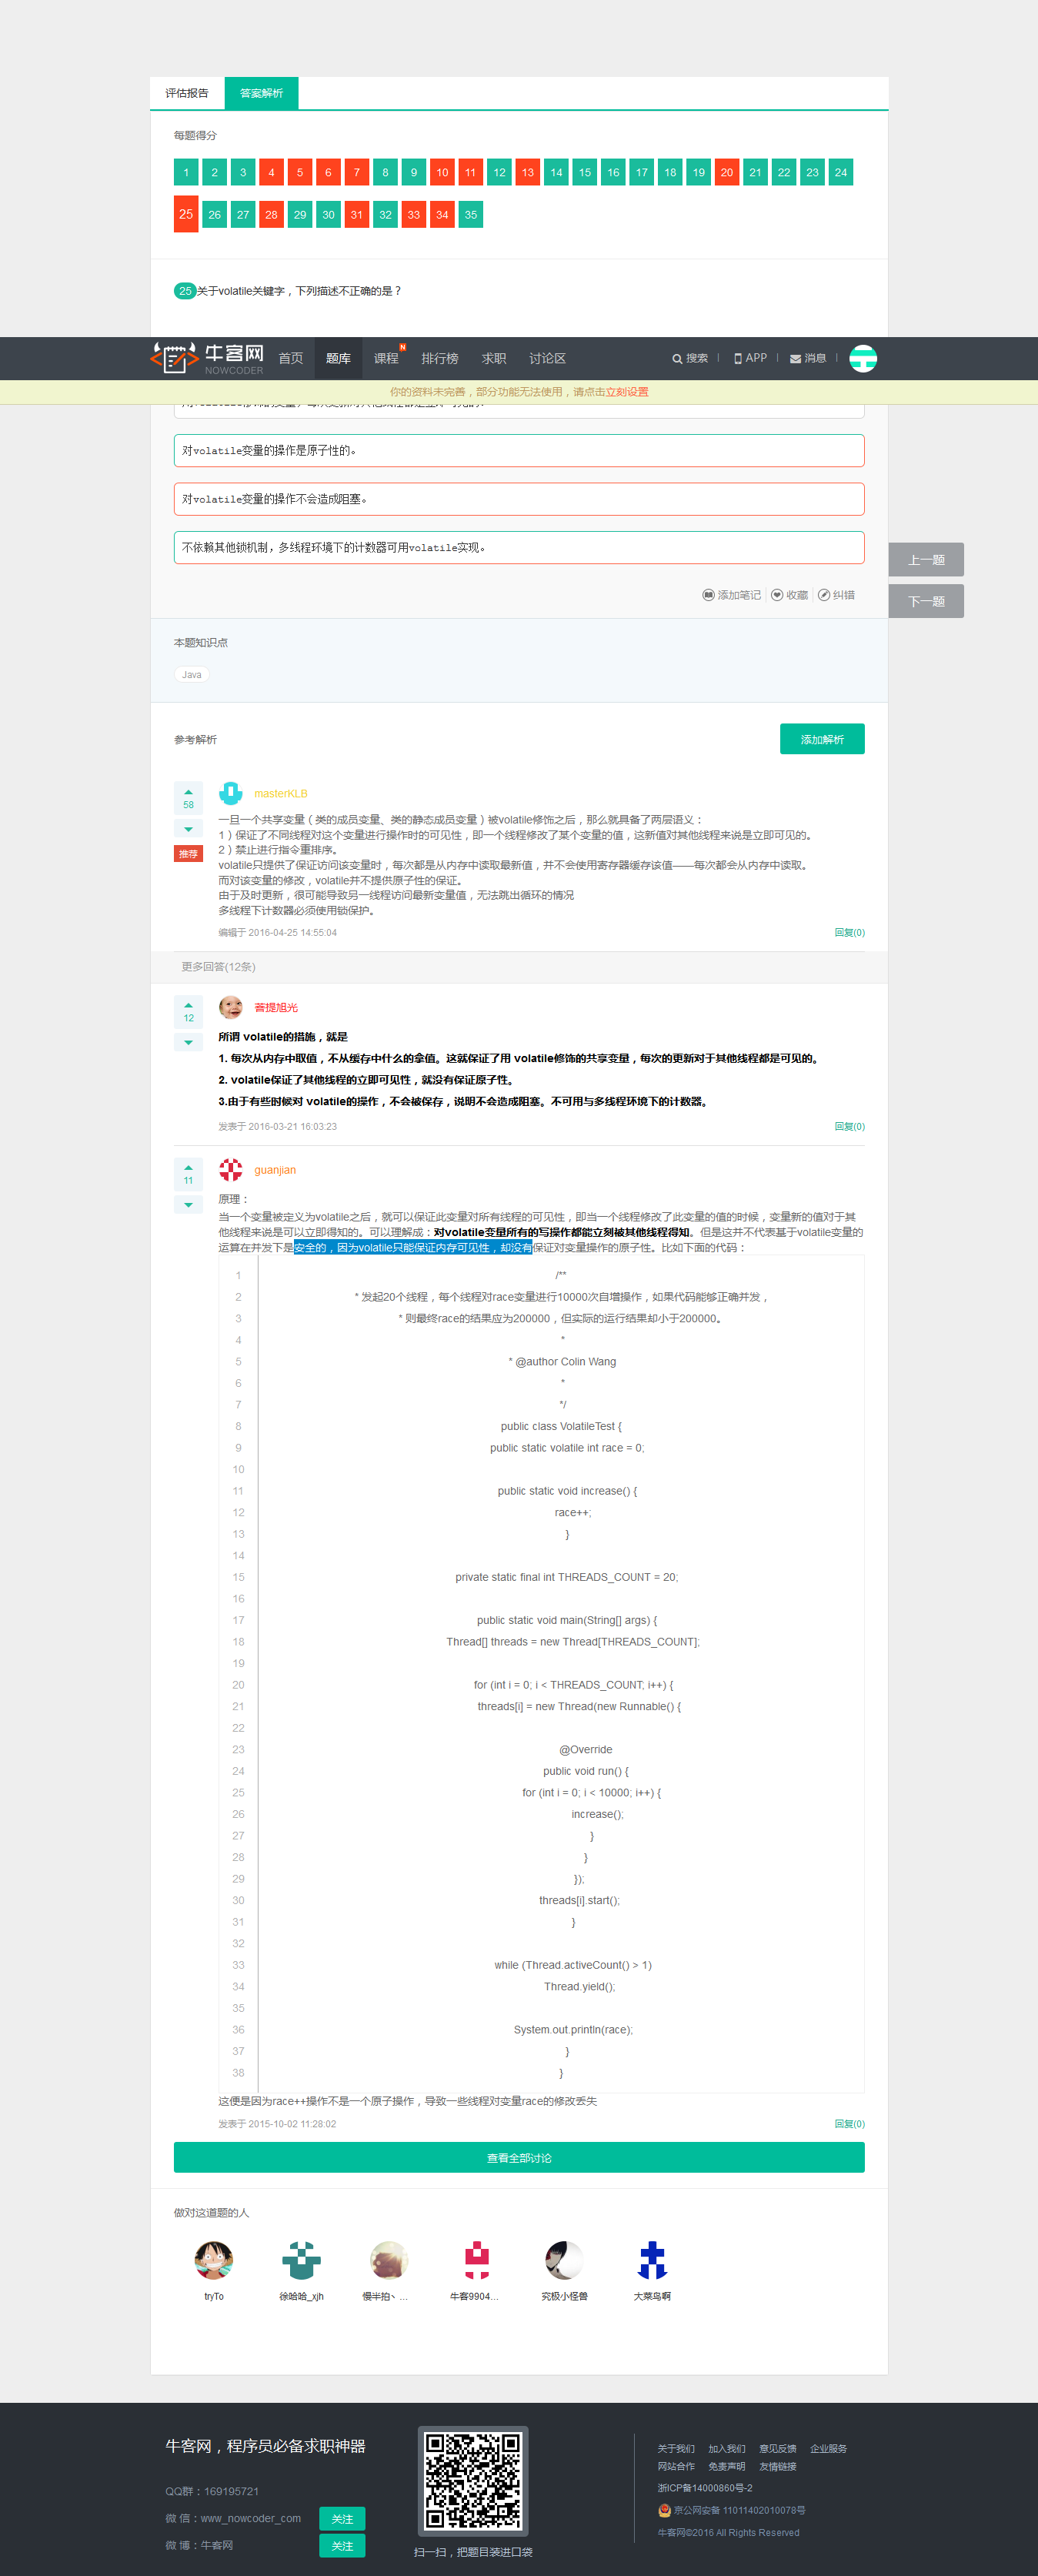 评估报告 答案解析
每题得分
1 2 3 4 5 6 7 8 9 10 11 12 13 14 15 16 17 18 19 20 21 22 23 24
25 26 27 28 29 30 31 32 33 34 35
25 关于volatile关键字，下列描述不正确的是？
牛客网 NOWCODER 首页 题库 课程 N 排行榜 求职 讨论区 搜索 APP 消息
你的资料未完善，部分功能无法使用，请点击立刻设置
对volatile变量的操作是原子性的。
对volatile变量的操作不会造成阻塞。
不依赖其他锁机制，多线程环境下的计数器可用volatile实现。
上一题
下一题
添加笔记 收藏 纠错
本题知识点
Java
参考解析 添加解析
58 masterKLB
推荐
一旦一个共享变量（类的成员变量、类的静态成员变量）被volatile修饰之后，那么就具备了两层语义：
1）保证了不同线程对这个变量进行操作时的可见性，即一个线程修改了某个变量的值，这新值对其他线程来说是立即可见的。
2）禁止进行指令重排序。
volatile只提供了保证访问该变量时，每次都是从内存中读取最新值，并不会使用寄存器缓存该值——每次都会从内存中读取。
而对该变量的修改，volatile并不提供原子性的保证。
由于及时更新，很可能导致另一线程访问最新变量值，无法跳出循环的情况
多线程下计数器必须使用锁保护。
编辑于 2016-04-25 14:55:04 回复(0)
更多回答(12条)
12 菩提旭光
所谓 volatile的措施，就是
1. 每次从内存中取值，不从缓存中什么的拿值。这就保证了用 volatile修饰的共享变量，每次的更新对于其他线程都是可见的。
2. volatile保证了其他线程的立即可见性，就没有保证原子性。
3.由于有些时候对 volatile的操作，不会被保存，说明不会造成阻塞。不可用与多线程环境下的计数器。
发表于 2016-03-21 16:03:23 回复(0)
11 guanjian
原理：
当一个变量被定义为volatile之后，就可以保证此变量对所有线程的可见性，即当一个线程修改了此变量的值的时候，变量新的值对于其
他线程来说是可以立即得知的。可以理解成：对volatile变量所有的写操作都能立刻被其他线程得知。但是这并不代表基于volatile变量的
运算在并发下是安全的，因为volatile只能保证内存可见性，却没有保证对变量操作的原子性。比如下面的代码：
1 /**
2 * 发起20个线程，每个线程对race变量进行10000次自增操作，如果代码能够正确并发，
3 * 则最终race的结果应为200000，但实际的运行结果却小于200000。
4 *
5 * @author Colin Wang
6 *
7 */
8 public class VolatileTest {
9 public static volatile int race = 0;
10
11 public static void increase() {
12 race++;
13 }
14
15 private static final int THREADS_COUNT = 20;
16
17 public static void main(String[] args) {
18 Thread[] threads = new Thread[THREADS_COUNT];
19
20 for (int i = 0; i < THREADS_COUNT; i++) {
21 threads[i] = new Thread(new Runnable() {
22
23 @Override
24 public void run() {
25 for (int i = 0; i < 10000; i++) {
26 increase();
27 }
28 }
29 });
30 threads[i].start();
31 }
32
33 while (Thread.activeCount() > 1)
34 Thread.yield();
35
36 System.out.println(race);
37 }
38 }
这便是因为race++操作不是一个原子操作，导致一些线程对变量race的修改丢失
发表于 2015-10-02 11:28:02 回复(0)
查看全部讨论
做对这道题的人
tryTo 徐哈哈_xjh 慢半拍丶... 牛客9904... 究极小怪兽 大菜鸟啊
牛客网，程序员必备求职神器
QQ群：169195721
微 信：www_nowcoder_com 关注
微 博：牛客网 关注
扫一扫，把题目装进口袋
关于我们 加入我们 意见反馈 企业服务
网站合作 免责声明 友情链接
浙ICP备14000860号-2
京公网安备 11011402010078号
牛客网©2016 All Rights Reserved